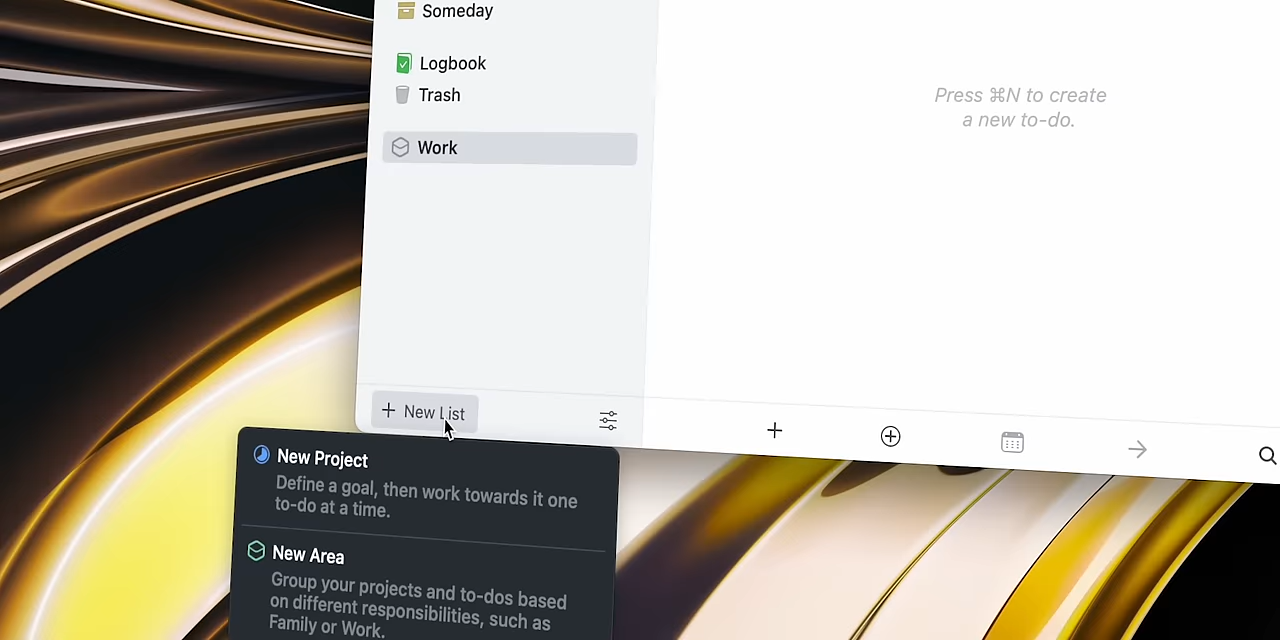 Someday
Logbook
Trash
Work
Press ⌘N to create
a new to-do.
+ New List
New Project
Define a goal, then work towards it one
to-do at a time.
New Area
Group your projects and to-dos based
on different responsibilities, such as
Family or Work.